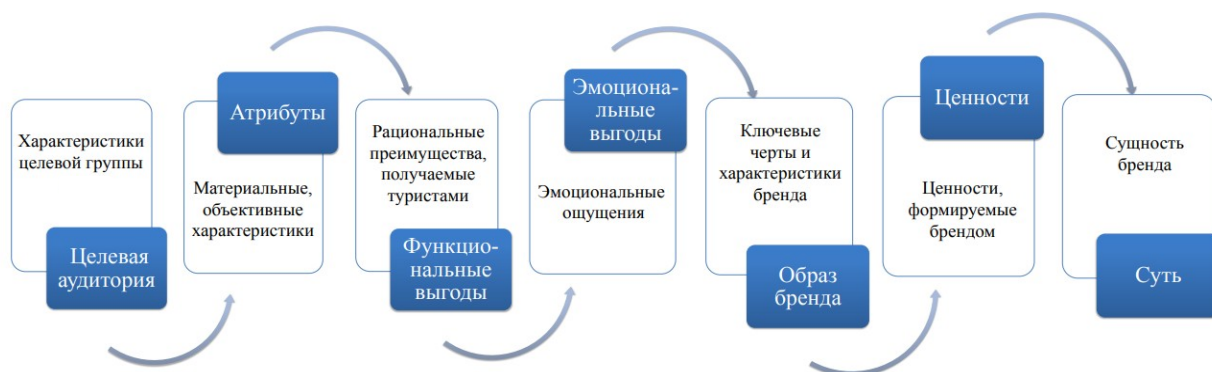 Характеристики
целевой группы
Целевая
аудитория
Атрибуты
Материальные,
объективные
характеристики
Рациональные
преимущества,
получаемые
туристами
Функцио-
нальные
выгоды
Эмоциона-
льные
выгоды
Эмоциональные
ощущения
Ключевые
черты и
характеристики
бренда
Образ
бренда
Ценности
Ценности,
формируемые
брендом
Сущность
бренда
Суть